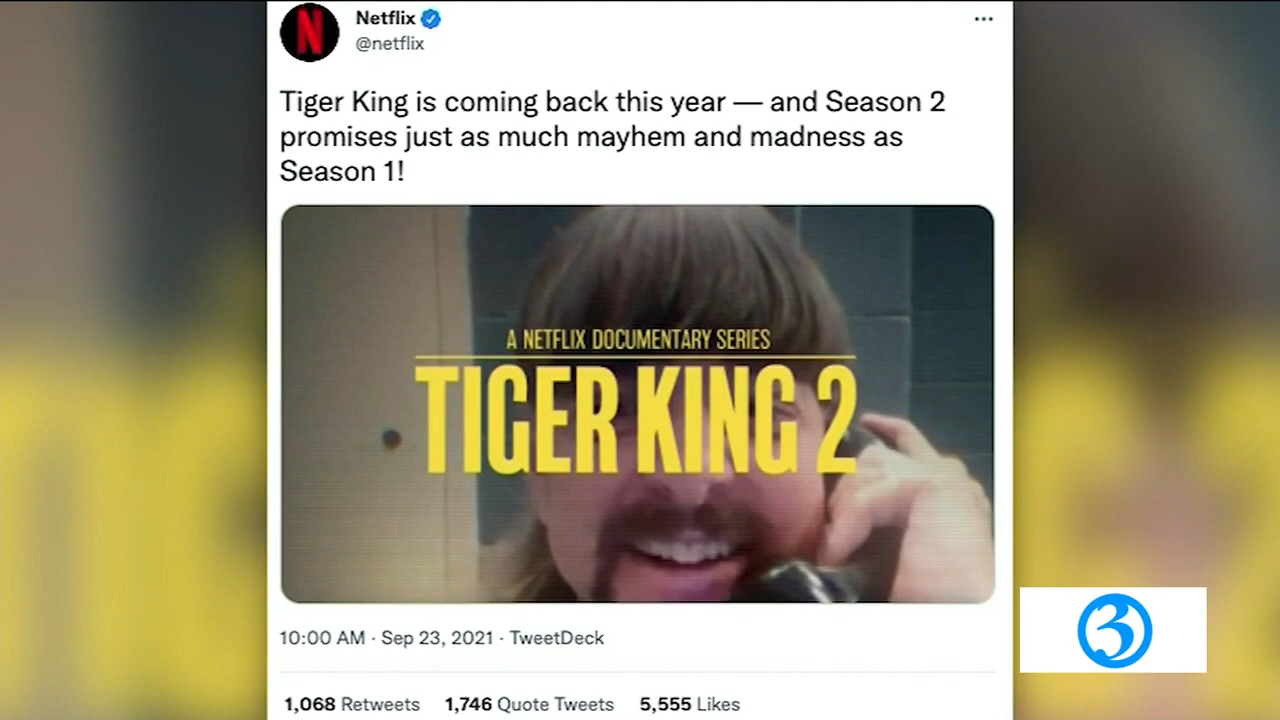 Netflix
@netflix
Tiger King is coming back this year — and Season 2
promises just as much mayhem and madness as
Season 1!
A NETFLIX DOCUMENTARY SERIES
TIGER KING 2
10:00 AM · Sep 23, 2021 · TweetDeck
1,068 Retweets 1,746 Quote Tweets 5,555 Likes
3